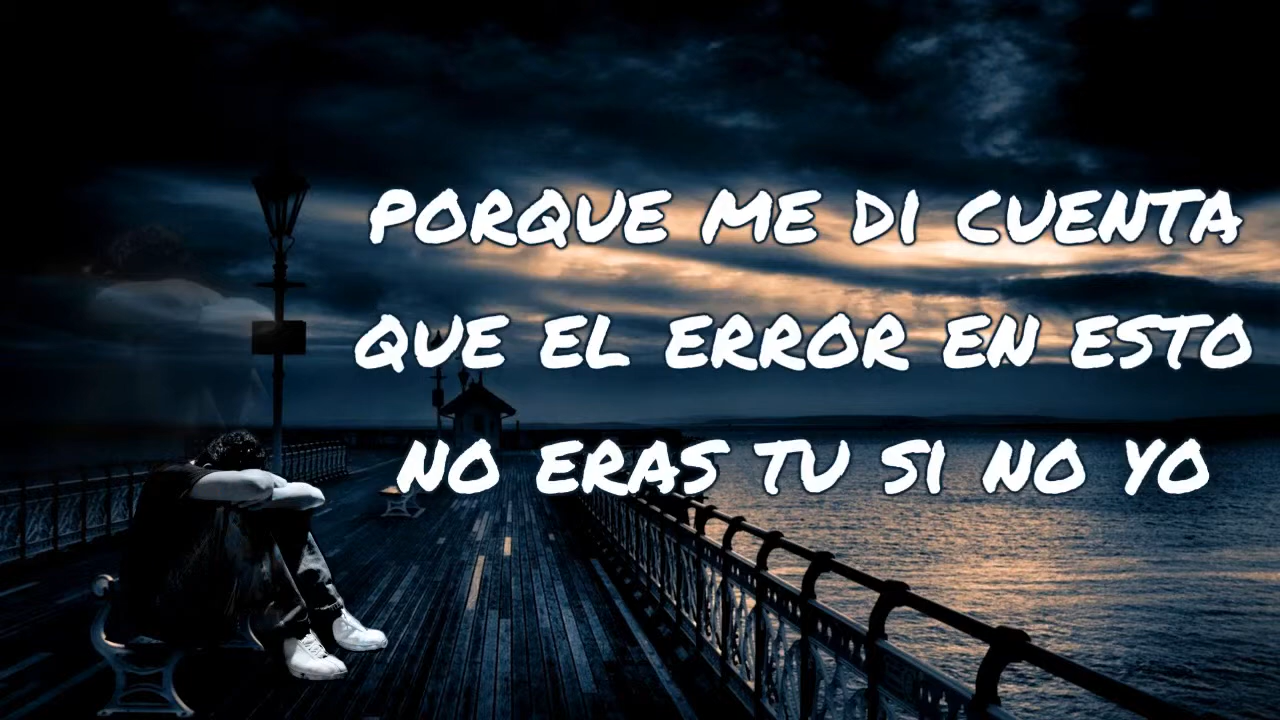 PORQUE ME DI CUENTA
QUE EL ERROR EN ESTO
NO ERAS TU SI NO YO